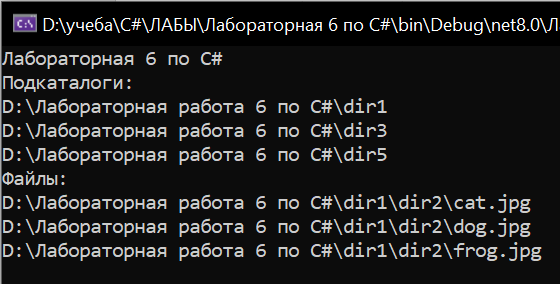 D:\учеба\C#\ЛАБЫ\Лабораторная 6 по C#\bin\Debug\net8.0\Л
Лабораторная 6 по C#
Подкаталоги:
D:\Лабораторная работа 6 по C#\dir1
D:\Лабораторная работа 6 по C#\dir3
D:\Лабораторная работа 6 по C#\dir5
Файлы:
D:\Лабораторная работа 6 по C#\dir1\dir2\cat.jpg
D:\Лабораторная работа 6 по C#\dir1\dir2\dog.jpg
D:\Лабораторная работа 6 по C#\dir1\dir2\frog.jpg